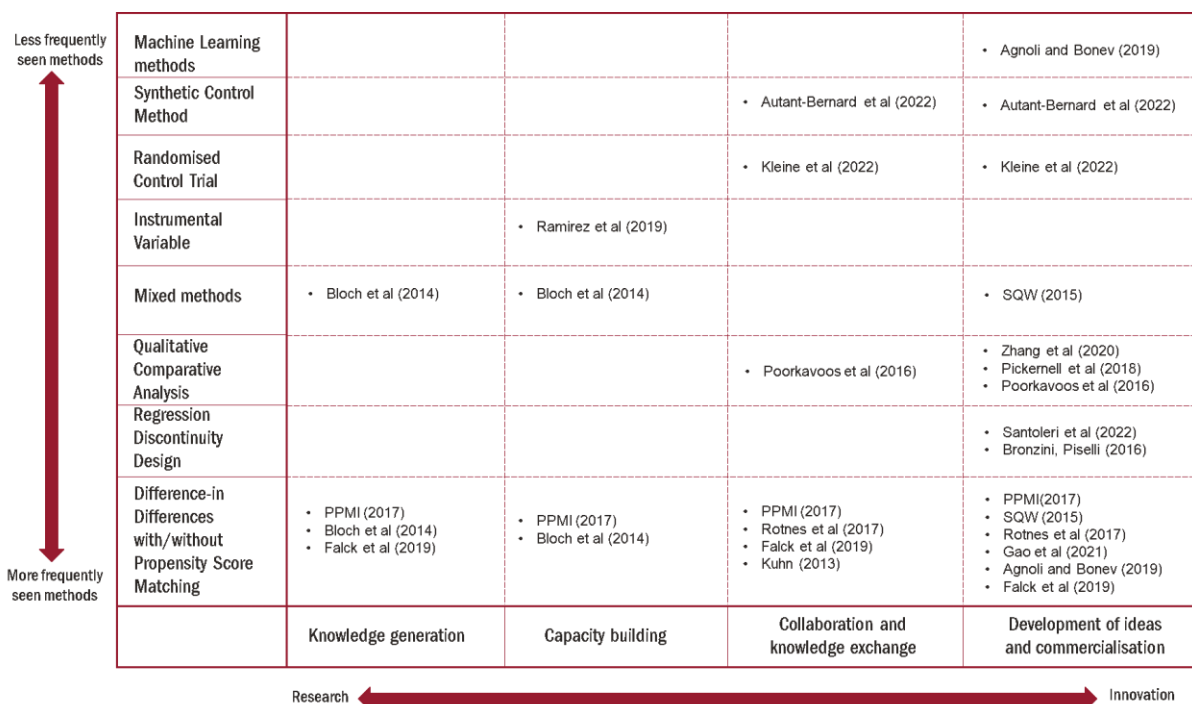 Less frequently
seen methods
Machine Learning
methods
• Agnoli and Bonev (2019)
Synthetic Control
Method
• Autant-Bernard et al (2022)
• Autant-Bernard et al (2022)
Randomised
Control Trial
• Kleine et al (2022)
• Kleine et al (2022)
Instrumental
Variable
• Ramirez et al (2019)
Mixed methods
• Bloch et al (2014)
• Bloch et al (2014)
• SQW (2015)
Qualitative
Comparative
Analysis
• Poorkavoos et al (2016)
• Zhang et al (2020)
• Pickernell et al (2018)
• Poorkavoos et al (2016)
Regression
Discontinuity
Design
• Santoleri et al (2022)
• Bronzini, Piselli (2016)
Difference-in
Differences
with/without
Propensity Score
Matching
• PPMI (2017)
• Bloch et al (2014)
• Falck et al (2019)
• PPMI (2017)
• Bloch et al (2014)
• PPMI (2017)
• Rotnes et al (2017)
• Falck et al (2019)
• Kuhn (2013)
• PPMI(2017)
• SQW (2015)
• Rotnes et al (2017)
• Gao et al (2021)
• Agnoli and Bonev (2019)
• Falck et al (2019)
More frequently
seen methods
Knowledge generation
Capacity building
Collaboration and
knowledge exchange
Development of ideas
and commercialisation
Research
Innovation